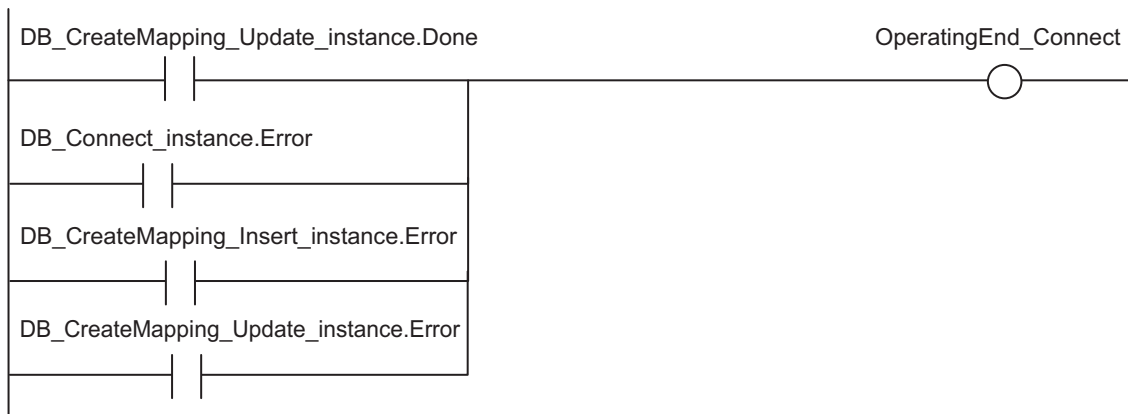 DB_CreateMapping_Update_instance.Done
OperatingEnd_Connect
DB_Connect_instance.Error
DB_CreateMapping_Insert_instance.Error
DB_CreateMapping_Update_instance.Error